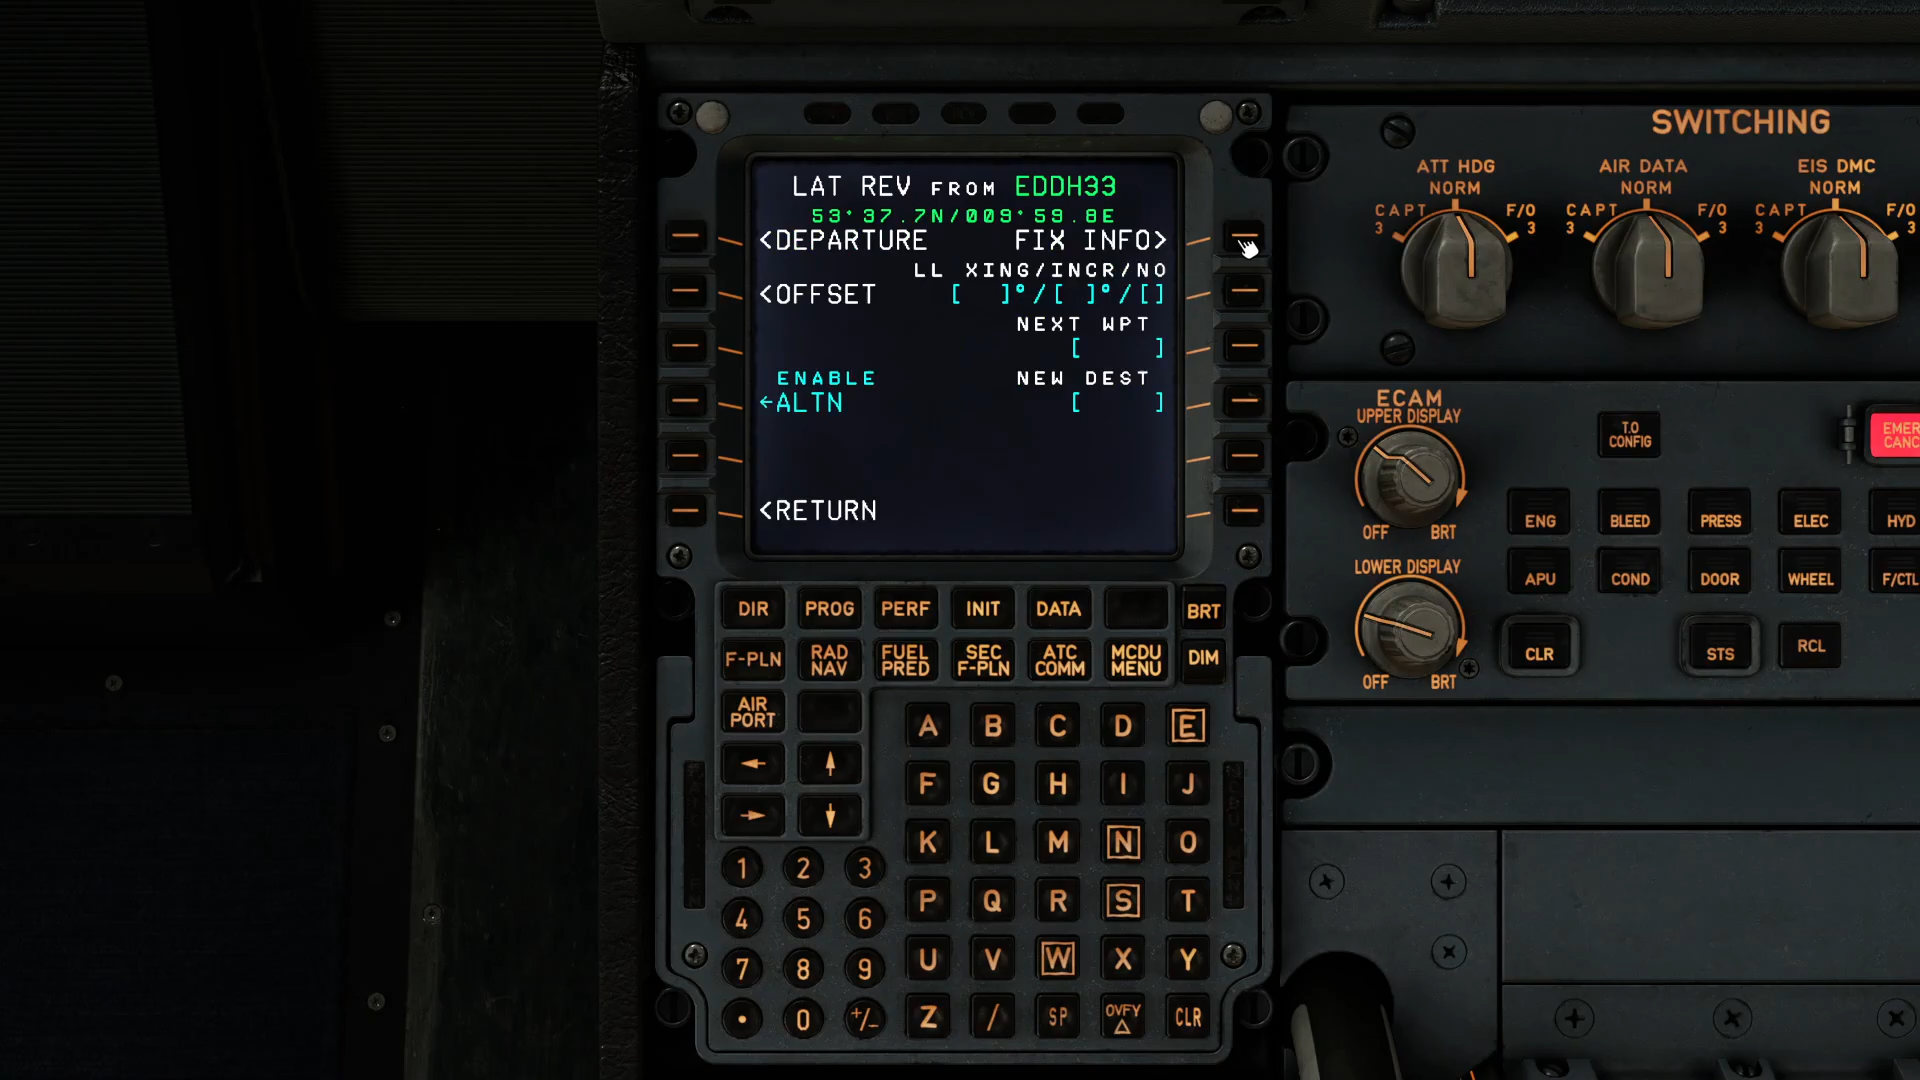 LAT REV FROM EDDH33
53°37.7N/009°59.8E
<DEPARTURE FIX INFO>
LL XING/INCR/NO
<OFFSET [ ]°/[ ]°/[]
NEXT WPT
[ ]
ENABLE NEW DEST
←ALTN [ ]
<RETURN
DIR PROG PERF INIT DATA BRT
F-PLN RAD NAV FUEL PRED SEC F-PLN ATC COMM MCDU MENU DIM
AIR PORT
← ↑
→ ↓
A B C D E
F G H I J
K L M N O
P Q R S T
U V W X Y
Z / SP OVFY △ CLR
1 2 3
4 5 6
7 8 9
. 0 +/-
SWITCHING
ATT HDG AIR DATA EIS DMC
NORM NORM NORM
CAPT 3 F/O 3 CAPT 3 F/O 3 CAPT 3 F/O 3
ECAM
UPPER DISPLAY
OFF BRT
LOWER DISPLAY
OFF BRT
T.O CONFIG
EMER
CANC
ENG BLEED PRESS ELEC HYD
APU COND DOOR WHEEL F/CTL
CLR STS RCL